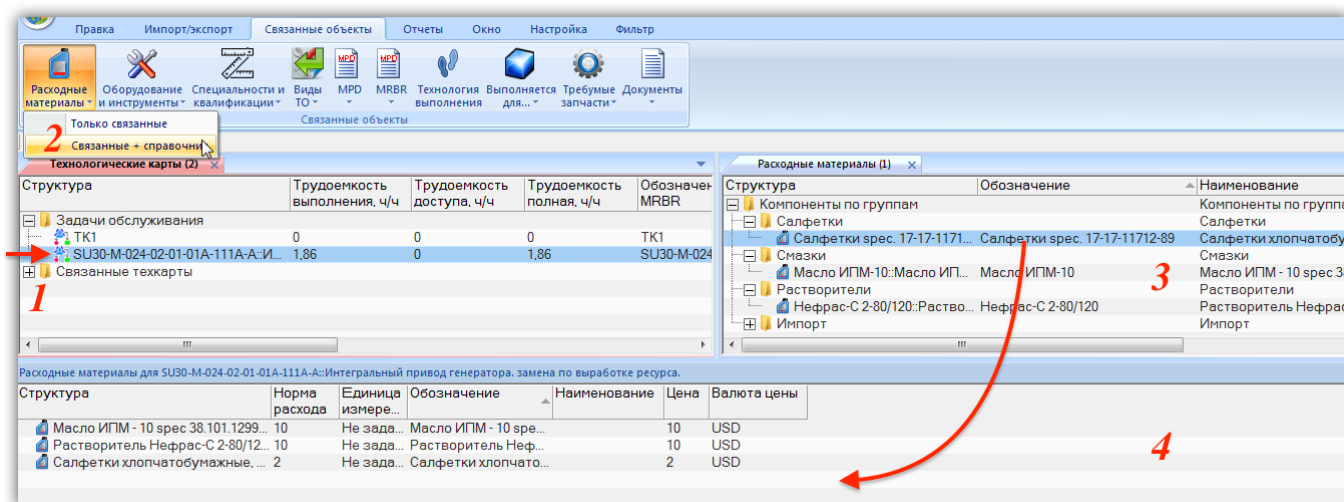 Правка Импорт/экспорт Связанные объекты Отчеты Окно Настройка Фильтр
MPD MPD
Расходные материалы Оборудование и инструменты Специальности и квалификации Виды ТО MPD MRBR Технология выполнения Выполняется для... Требумые запчасти Документы
Связанные объекты
Только связанные
2
Связанные + справочник
Технологические карты (2) Расходные материалы (1)
Структура Трудоемкость выполнения, ч/ч Трудоемкость доступа, ч/ч Трудоемкость полная, ч/ч Обозначен MRBR
Задачи обслуживания
ТК1 0 0 0 ТК1
SU30-M-024-02-01-01A-111A-A::И... 1,86 0 1,86 SU30-M-024
Связанные техкарты
1
Структура Обозначение Наименование
Компоненты по группам Компоненты по группа
Салфетки Салфетки
Салфетки spec. 17-17-1171... Салфетки spec. 17-17-11712-89 Салфетки хлопчатобу
Смазки Смазки
Масло ИПМ-10::Масло ИП... Масло ИПМ-10 Масло ИПМ - 10 spec 3
3
Растворители Растворители
Нефрас-С 2-80/120::Раство... Нефрас-С 2-80/120 Растворитель Нефрас
Импорт Импорт
Расходные материалы для SU30-M-024-02-01-01A-111A-A::Интегральный привод генератора. замена по выработке ресурса.
Структура Норма расхода Единица измере... Обозначение Наименование Цена Валюта цены
Масло ИПМ - 10 spec 38.101.1299... 10 Не зада... Масло ИПМ - 10 spe... 10 USD
Растворитель Нефрас-С 2-80/12... 10 Не зада... Растворитель Неф... 10 USD
Салфетки хлопчатобумажные, ... 2 Не зада... Салфетки хлопчато... 2 USD
4